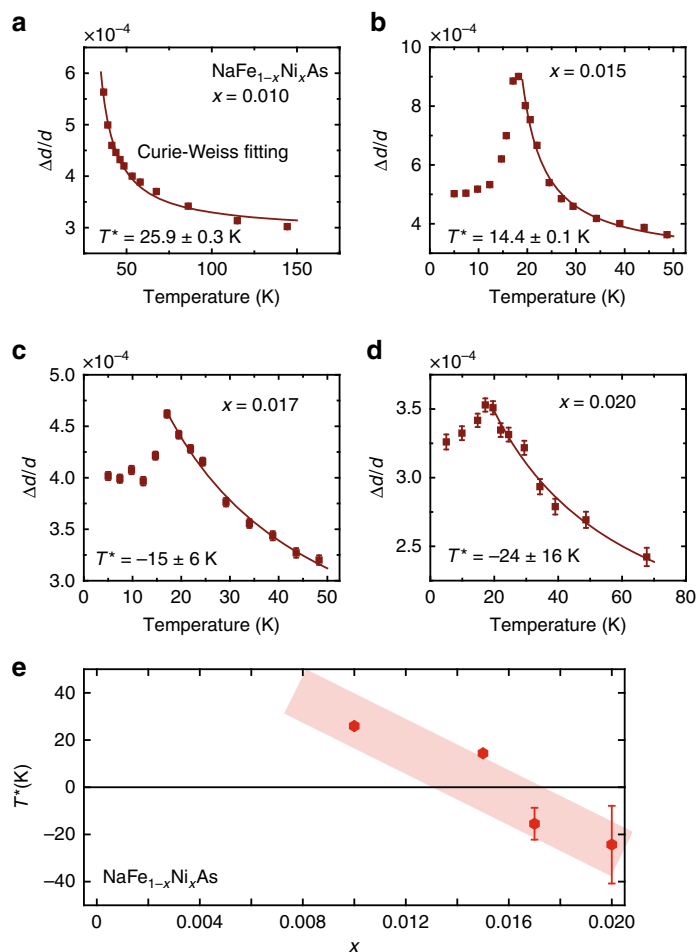 a
×10⁻⁴
6
5
4
3
Δd/d
NaFe₁₋ₓNiₓAs
x = 0.010
Curie-Weiss fitting
T* = 25.9 ± 0.3 K
50
100
150
Temperature (K)
b
×10⁻⁴
10
8
6
4
Δd/d
x = 0.015
T* = 14.4 ± 0.1 K
0
10
20
30
40
50
Temperature (K)
c
×10⁻⁴
5.0
4.5
4.0
3.5
3.0
Δd/d
x = 0.017
T* = −15 ± 6 K
0
10
20
30
40
50
Temperature (K)
d
×10⁻⁴
3.5
3.0
2.5
Δd/d
x = 0.020
T* = −24 ± 16 K
0
20
40
60
80
Temperature (K)
e
40
20
0
−20
−40
T*(K)
NaFe₁₋ₓNiₓAs
0
0.004
0.008
0.012
0.016
0.020
x